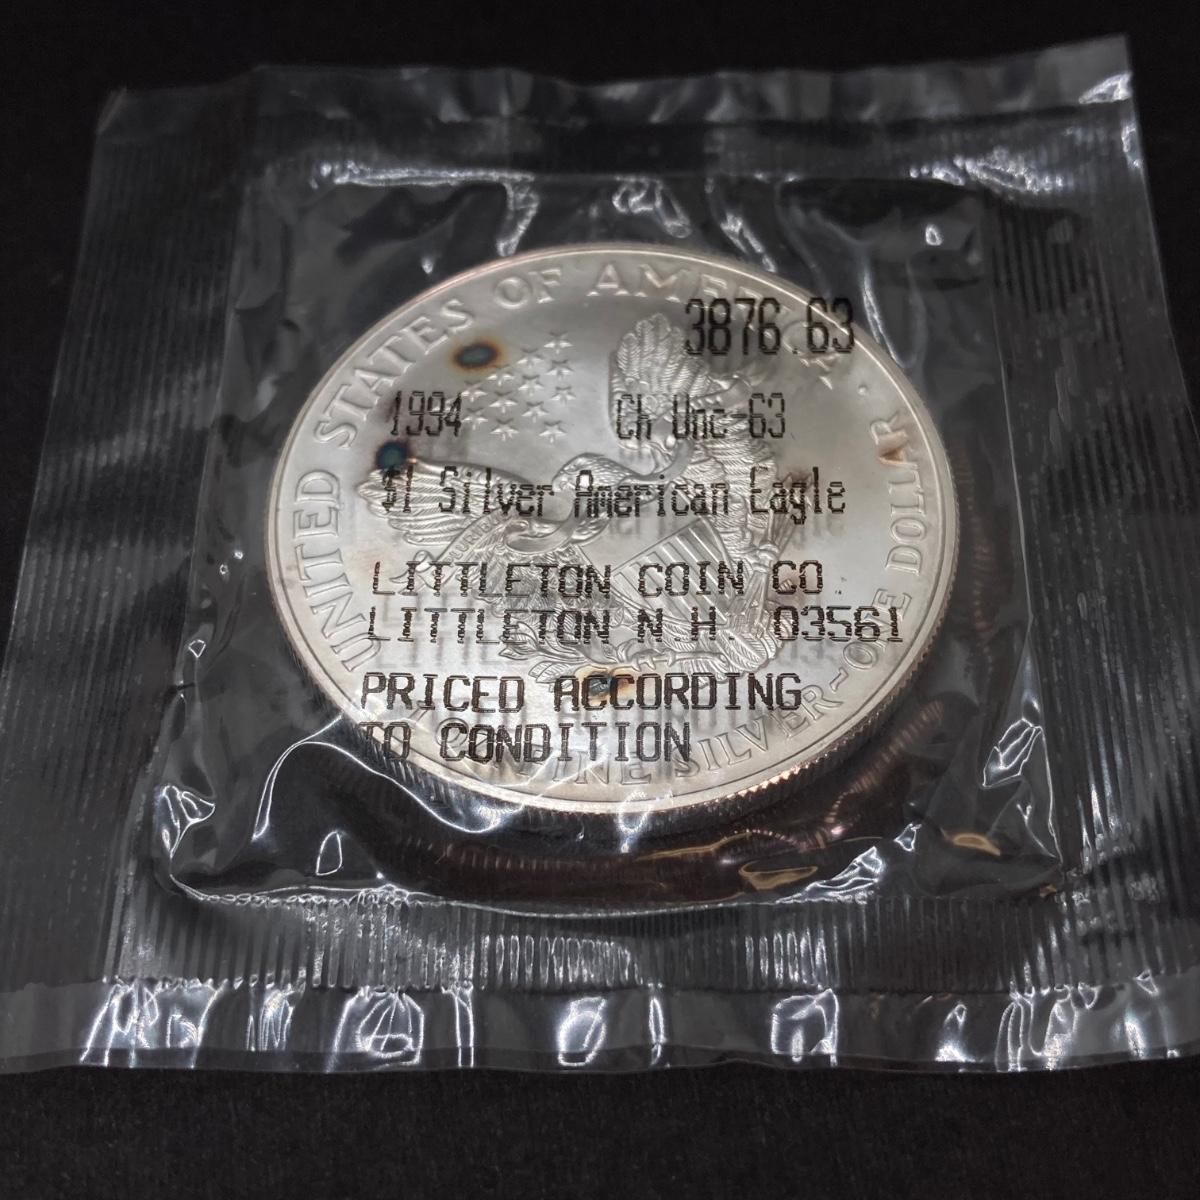 UNITED STATES OF AMERICA
3876.63
1994 Ch Unc-63
$1 Silver American Eagle
LITTLETON COIN CO.
LITTLETON N.H. 03561
PRICED ACCORDING
TO CONDITION
FINE SILVER-ONE DOLLAR